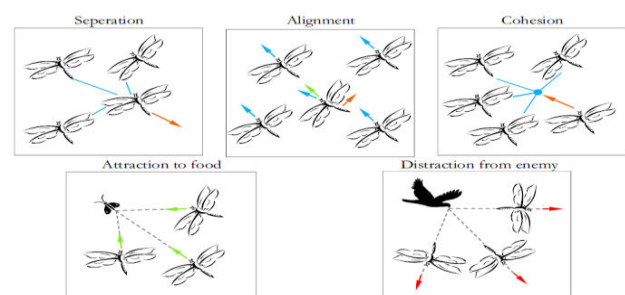 Seperation
Alignment
Cohesion
Attraction to food
Distraction from enemy